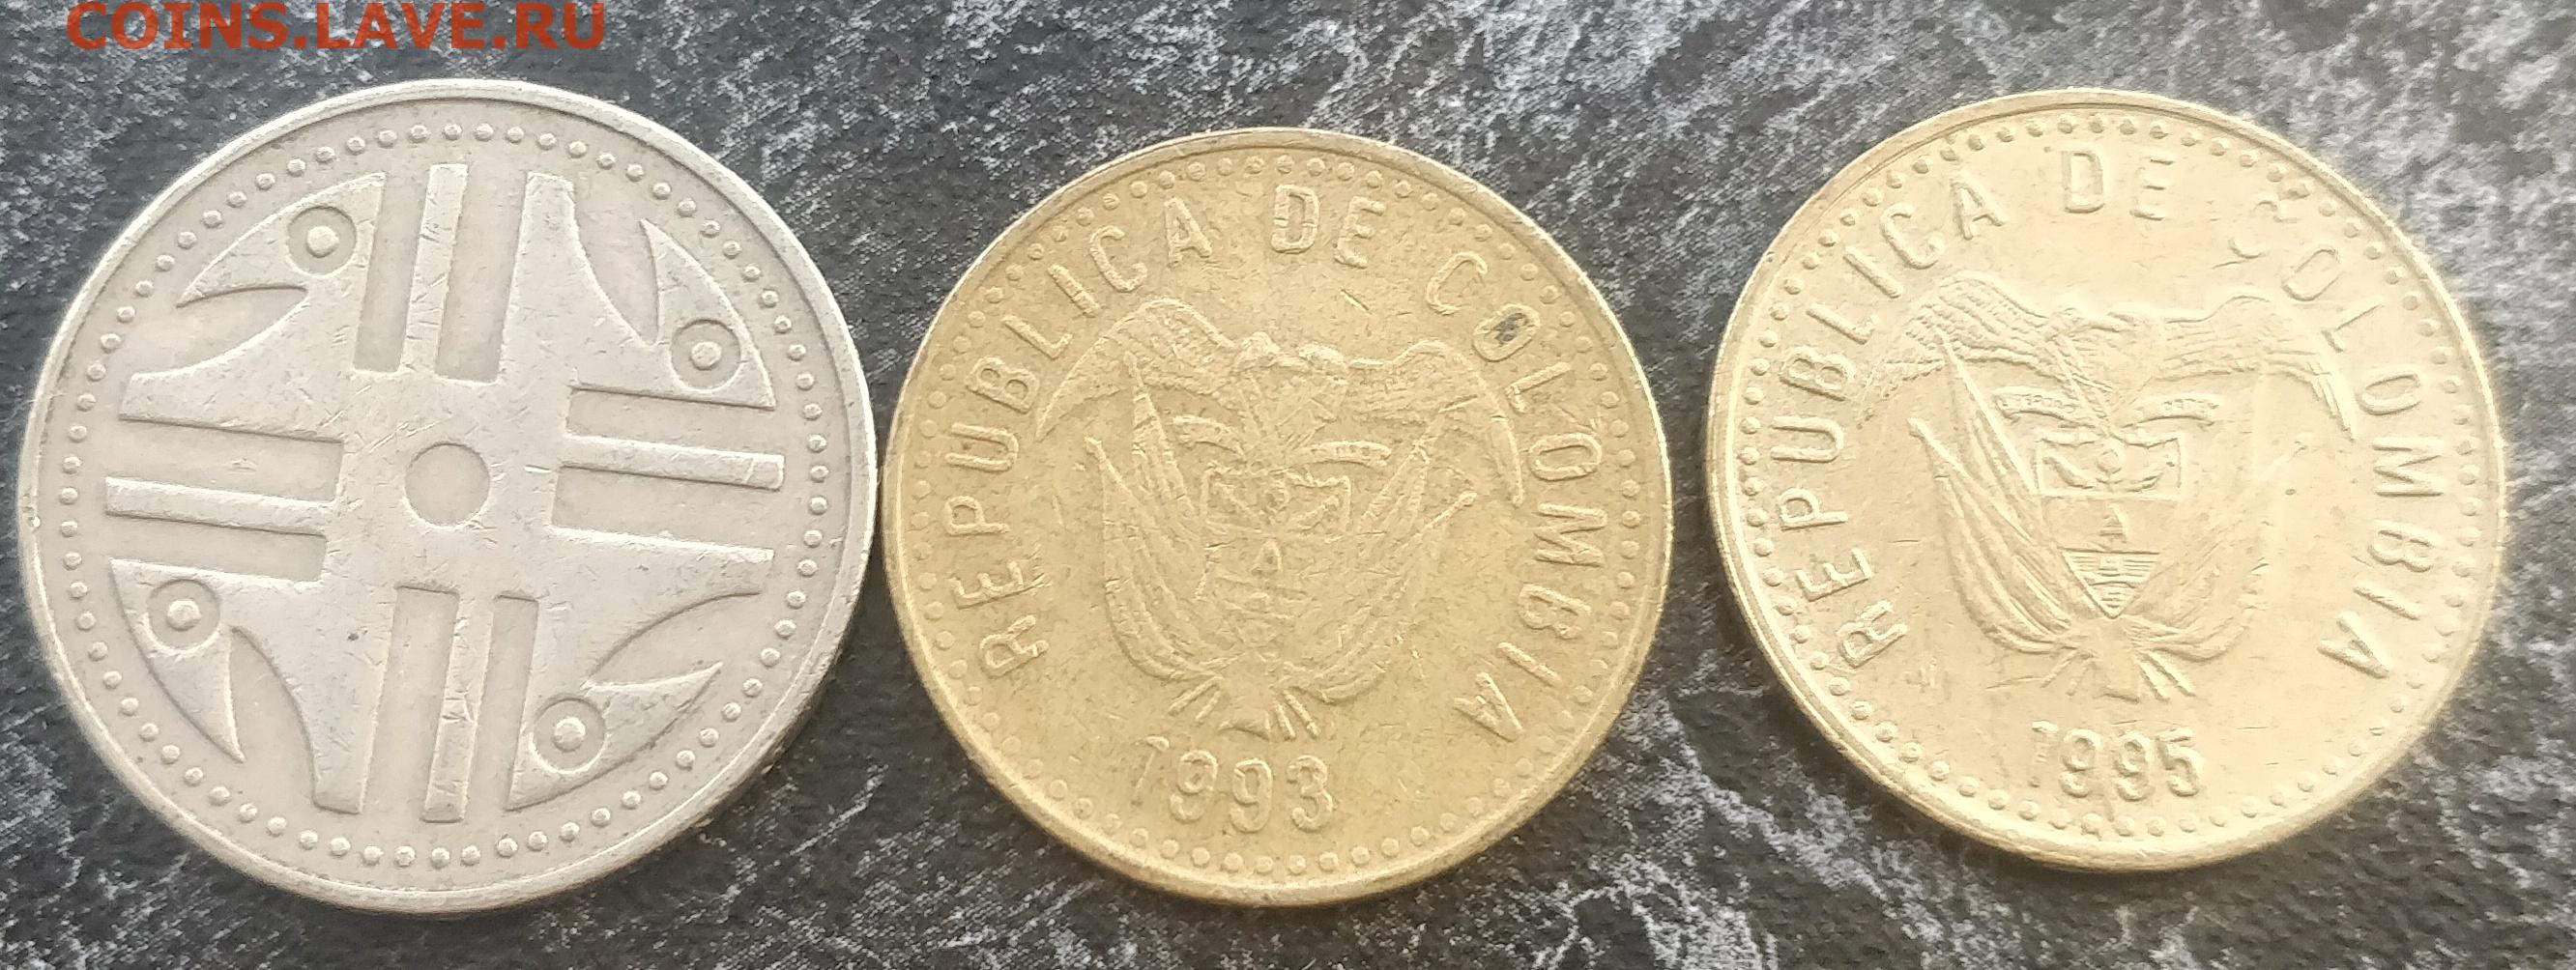 COINS.LAVE.RU
REPUBLICA DE COLOMBIA
1993
REPUBLICA DE COLOMBIA
1995